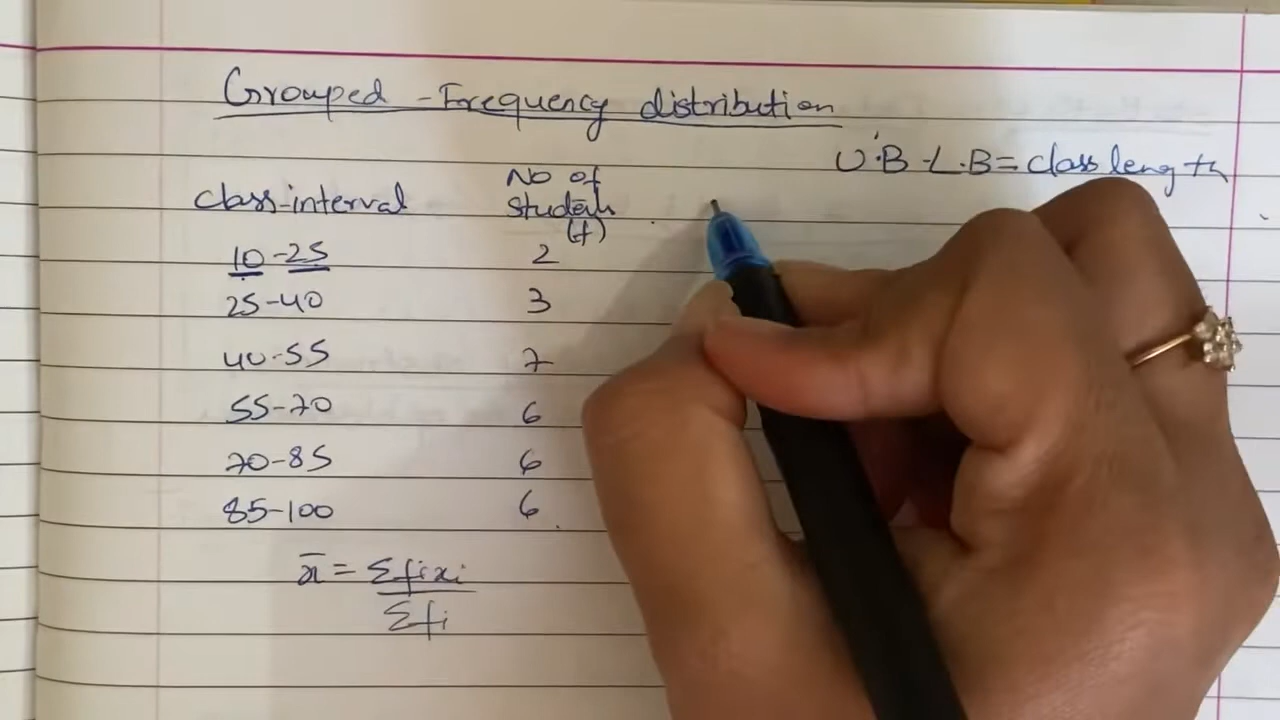 Grouped - Frequency distribution
U.B - L.B = class length
class-interval
No of
students
(f)
10-25 2
25-40 3
40-55 7
55-70 6
70-85 6
85-100 6
x̄ = Σfixi
Σfi